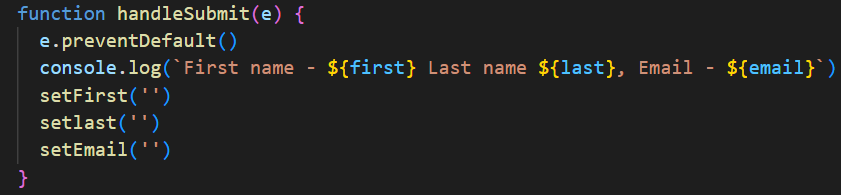 function handleSubmit(e) {
  e.preventDefault()
  console.log(`First name - ${first} Last name ${last}, Email - ${email}`)
  setFirst('')
  setlast('')
  setEmail('')
}